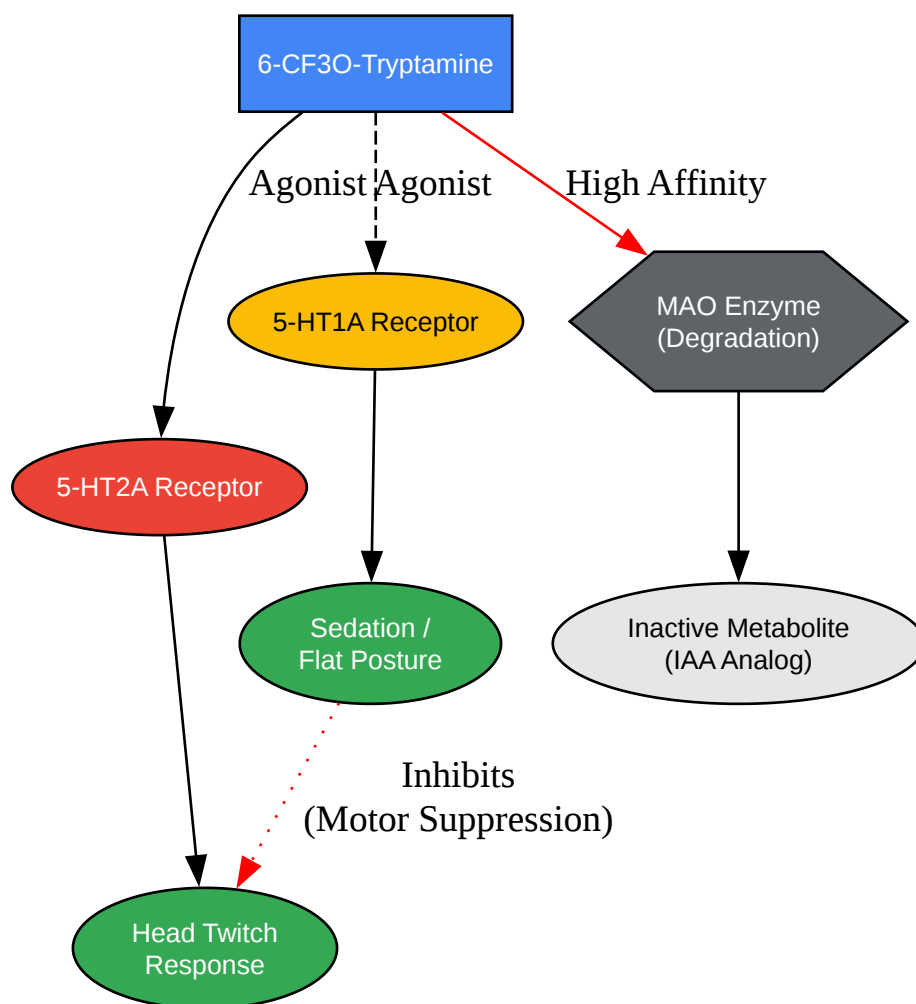 6-CF3O-Tryptamine
Agonist
Agonist
High Affinity
5-HT1A Receptor
MAO Enzyme
(Degradation)
5-HT2A Receptor
Sedation /
Flat Posture
Inactive Metabolite
(IAA Analog)
Inhibits
(Motor Suppression)
Head Twitch
Response